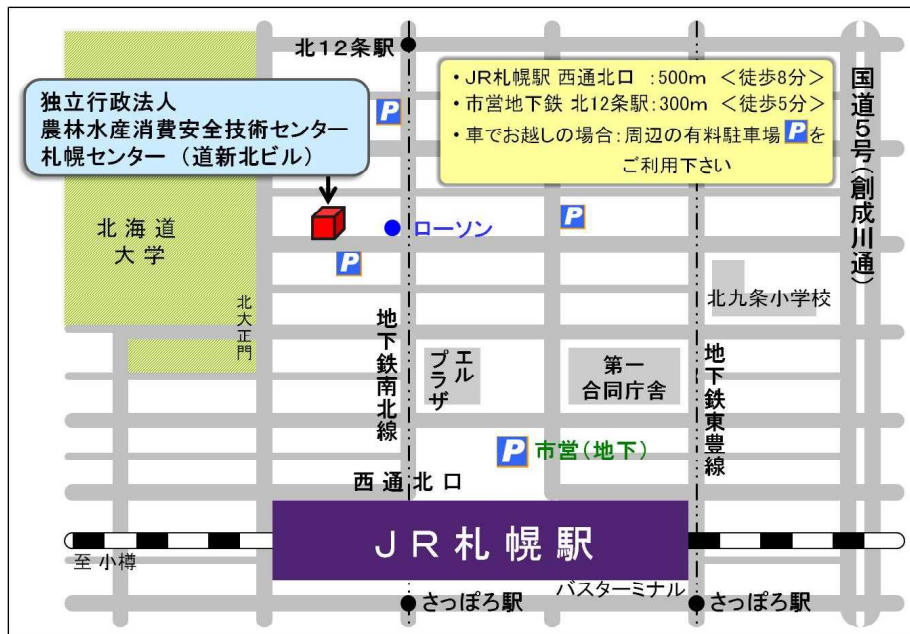 北12条駅
・JR札幌駅 西通北口 :500m <徒歩8分>
・市営地下鉄 北12条駅:300m <徒歩5分>
・車でお越しの場合:周辺の有料駐車場Pを
ご利用下さい
国道5号(創成川通)
独立行政法人
農林水産消費安全技術センター
札幌センター (道新北ビル)
P
北海道
大学
ローソン
P
P
北九条小学校
北大正門
地下鉄南北線
エル
プラザ
第一
合同庁舎
地下鉄東豊線
P 市営(地下)
西通北口
JR札幌駅
至 小樽
バスターミナル
さっぽろ駅
さっぽろ駅